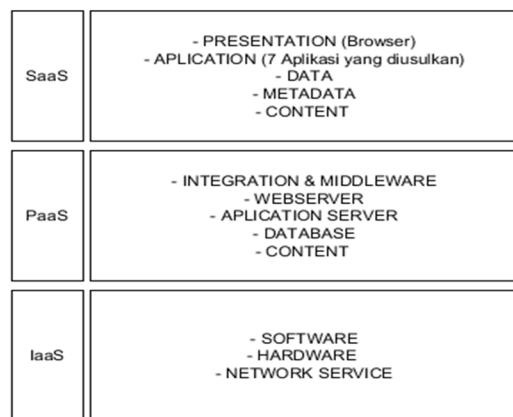 SaaS
- PRESENTATION (Browser)
- APLICATION (7 Aplikasi yang diusulkan)
- DATA
- METADATA
- CONTENT
PaaS
- INTEGRATION & MIDDLEWARE
- WEBSERVER
- APLICATION SERVER
- DATABASE
- CONTENT
IaaS
- SOFTWARE
- HARDWARE
- NETWORK SERVICE